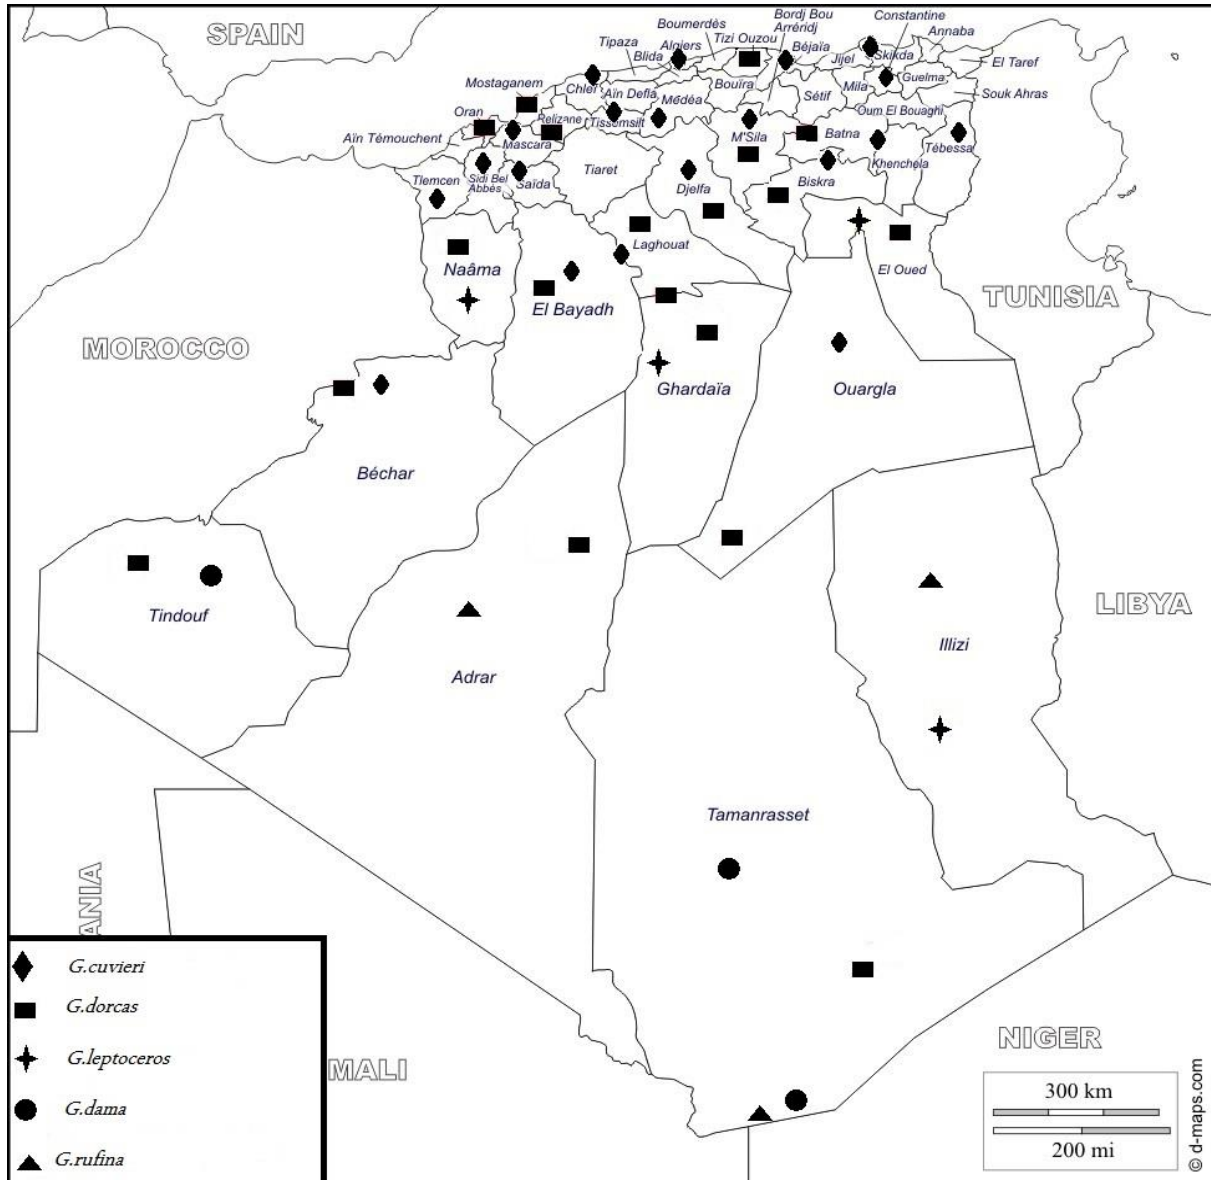 SPAIN
Bordj Bou
Arréridj
Constantine
Boumerdès
Tizi Ouzou
Annaba
Tipaza
Algiers
Béjaïa
Blida
Jijel
Skikda
El Taref
Mostaganem
Chlef
Aïn Defla
Médéa
Bouïra
Sétif
Mila
Guelma
Souk Ahras
Oran
Relizane
Tissemsilt
Oum El Bouaghi
Aïn Témouchent
Mascara
M'Sila
Batna
Tébessa
Khenchela
Tlemcen
Sidi Bel
Abbès
Saïda
Tiaret
Djelfa
Biskra
Laghouat
Naâma
El Oued
El Bayadh
TUNISIA
MOROCCO
Ghardaïa
Ouargla
Béchar
Tindouf
LIBYA
Illizi
Adrar
Tamanrasset
ANIA
G.cuvieri
G.dorcas
G.leptoceros
G.dama
G.rufina
MALI
NIGER
300 km
200 mi
© d-maps.com